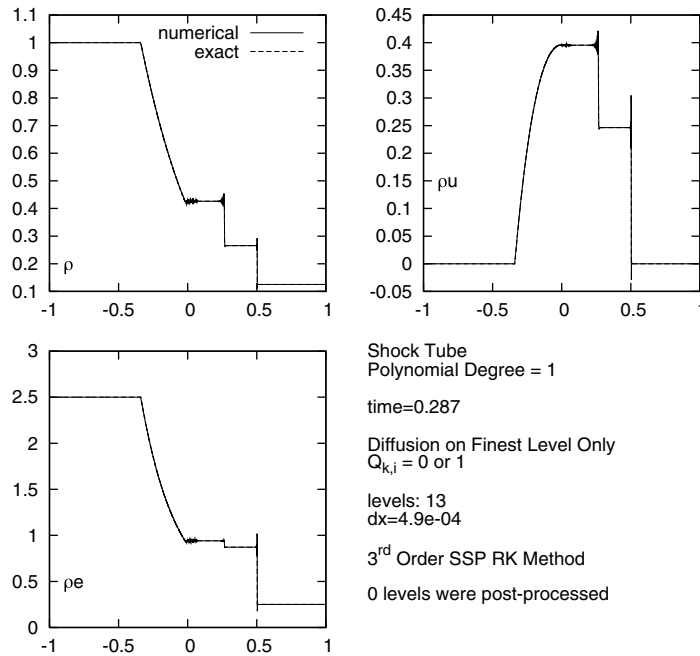 numerical
exact
1.1
1
0.9
0.8
0.7
0.6
0.5
0.4
0.3
0.2
0.1
ρ
-1 -0.5 0 0.5 1
0.4
0.35
0.3
0.25
0.2
0.15
0.1
0.05
0
-0.05
ρu
-1 -0.5 0 0.5 1
3
2.5
2
1.5
1
0.5
0
ρe
-1 -0.5 0 0.5 1
Shock Tube
Polynomial Degree = 1
time=0.287
Diffusion on Finest Level Only
Q_{k,i} = 0 or 1
levels: 13
dx=4.9e-04
3^{rd} Order SSP RK Method
0 levels were post-processed